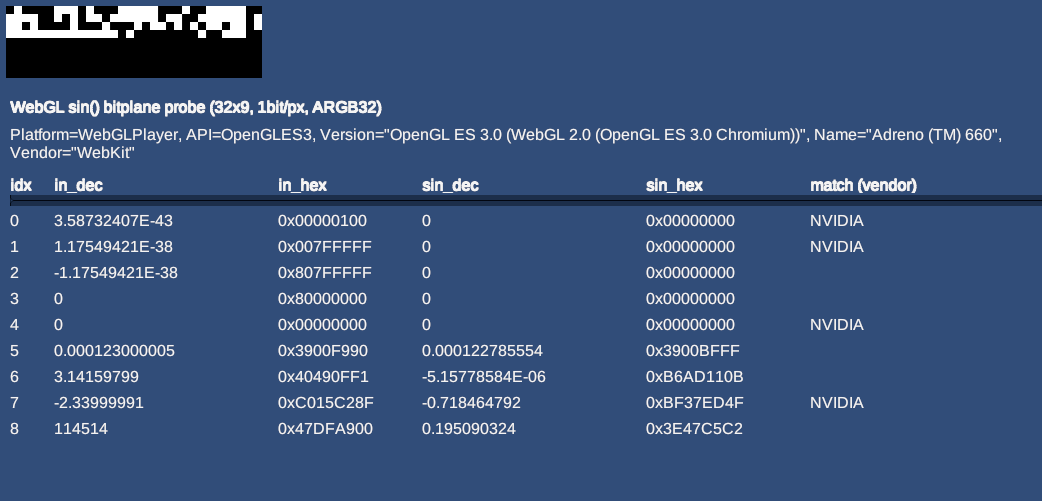 WebGL sin() bitplane probe (32x9, 1bit/px, ARGB32)
Platform=WebGLPlayer, API=OpenGLES3, Version="OpenGL ES 3.0 (WebGL 2.0 (OpenGL ES 3.0 Chromium))", Name="Adreno (TM) 660",
Vendor="WebKit"
idx in_dec in_hex sin_dec sin_hex match (vendor)
0 3.58732407E-43 0x00000100 0 0x00000000 NVIDIA
1 1.17549421E-38 0x007FFFFF 0 0x00000000 NVIDIA
2 -1.17549421E-38 0x807FFFFF 0 0x00000000
3 0 0x80000000 0 0x00000000
4 0 0x00000000 0 0x00000000 NVIDIA
5 0.000123000005 0x3900F990 0.000122785554 0x3900BFFF
6 3.14159799 0x40490FF1 -5.15778584E-06 0xB6AD110B
7 -2.33999991 0xC015C28F -0.718464792 0xBF37ED4F NVIDIA
8 114514 0x47DFA900 0.195090324 0x3E47C5C2